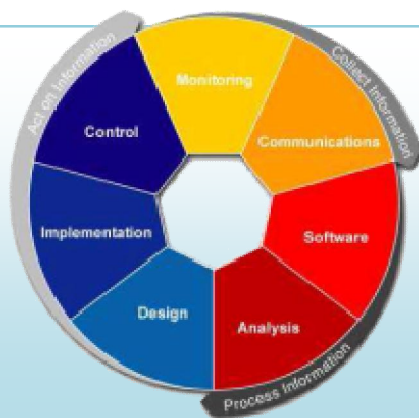 Act on Information
Collect Information
Monitoring
Control
Communications
Implementation
Software
Design
Analysis
Process Information